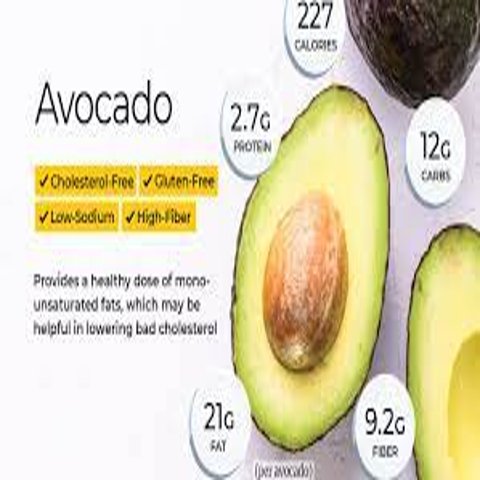 227
CALORIES
Avocado
2.7G
PROTEIN
12G
CARBS
✓Cholesterol-Free ✓Gluten-Free
✓Low-Sodium ✓High-Fiber
Provides a healthy dose of mono-
unsaturated fats, which may be
helpful in lowering bad cholesterol
21G
FAT
9.2G
FIBER
(per avocado)